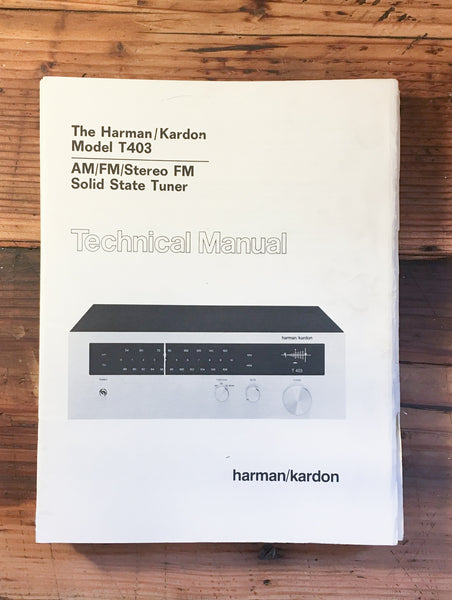 The Harman/Kardon
Model T403
AM/FM/Stereo FM
Solid State Tuner
Technical Manual
harman/kardon
T 403
harman/kardon